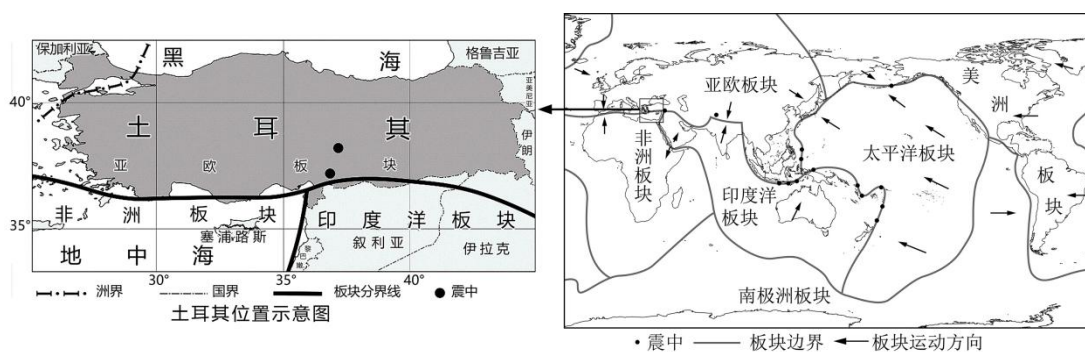 保加利亚
黑 海
格鲁吉亚
亚美尼亚
40°
土 耳 其
伊朗
亚 欧 板 块
非 洲 板 块
印 度 洋 板 块
塞浦路斯
叙利亚
伊拉克
35°
地 中 海
黎巴嫩
30° 35° 40°
洲界 国界 板块分界线 震中
土耳其位置示意图
亚欧板块
美洲板块
非洲板块
太平洋板块
印度洋
板块
南极洲板块
震中 板块边界 板块运动方向